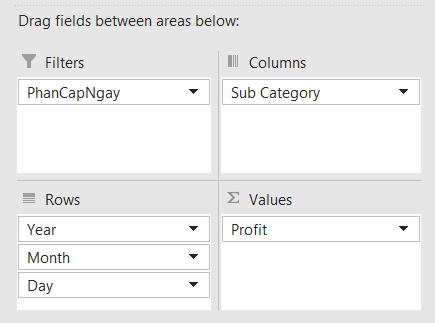 Drag fields between areas below:
Filters
PhanCapNgay
Columns
Sub Category
Rows
Year
Month
Day
Σ Values
Profit